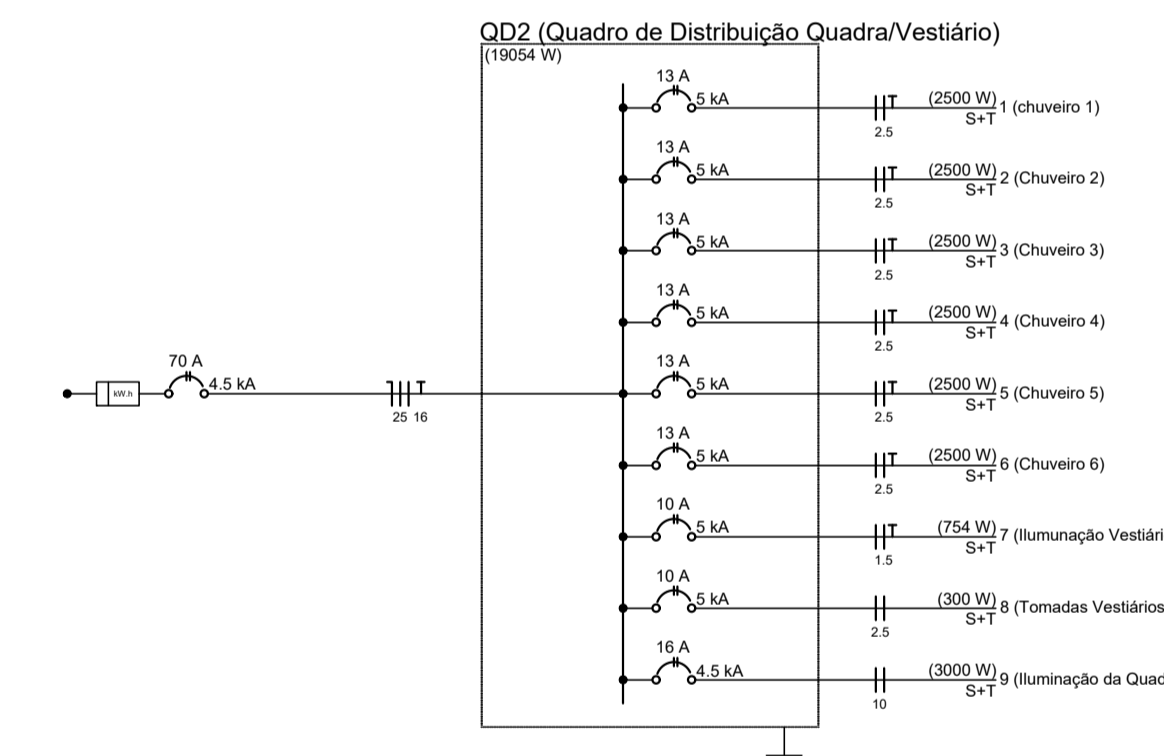 QD2 (Quadro de Distribuição Quadra/Vestiário)
(19054 W)
13 A
5 kA
T
2.5
(2500 W)
S+T
1 (chuveiro 1)
13 A
5 kA
T
2.5
(2500 W)
S+T
2 (Chuveiro 2)
13 A
5 kA
T
2.5
(2500 W)
S+T
3 (Chuveiro 3)
13 A
5 kA
T
2.5
(2500 W)
S+T
4 (Chuveiro 4)
70 A
kW.h
4.5 kA
T
25 16
13 A
5 kA
T
2.5
(2500 W)
S+T
5 (Chuveiro 5)
13 A
5 kA
T
2.5
(2500 W)
S+T
6 (Chuveiro 6)
10 A
5 kA
T
1.5
(754 W)
S+T
7 (Ilumunação Vestiári
10 A
5 kA
2.5
(300 W)
S+T
8 (Tomadas Vestiários
16 A
4.5 kA
10
(3000 W)
S+T
9 (Iluminação da Quad